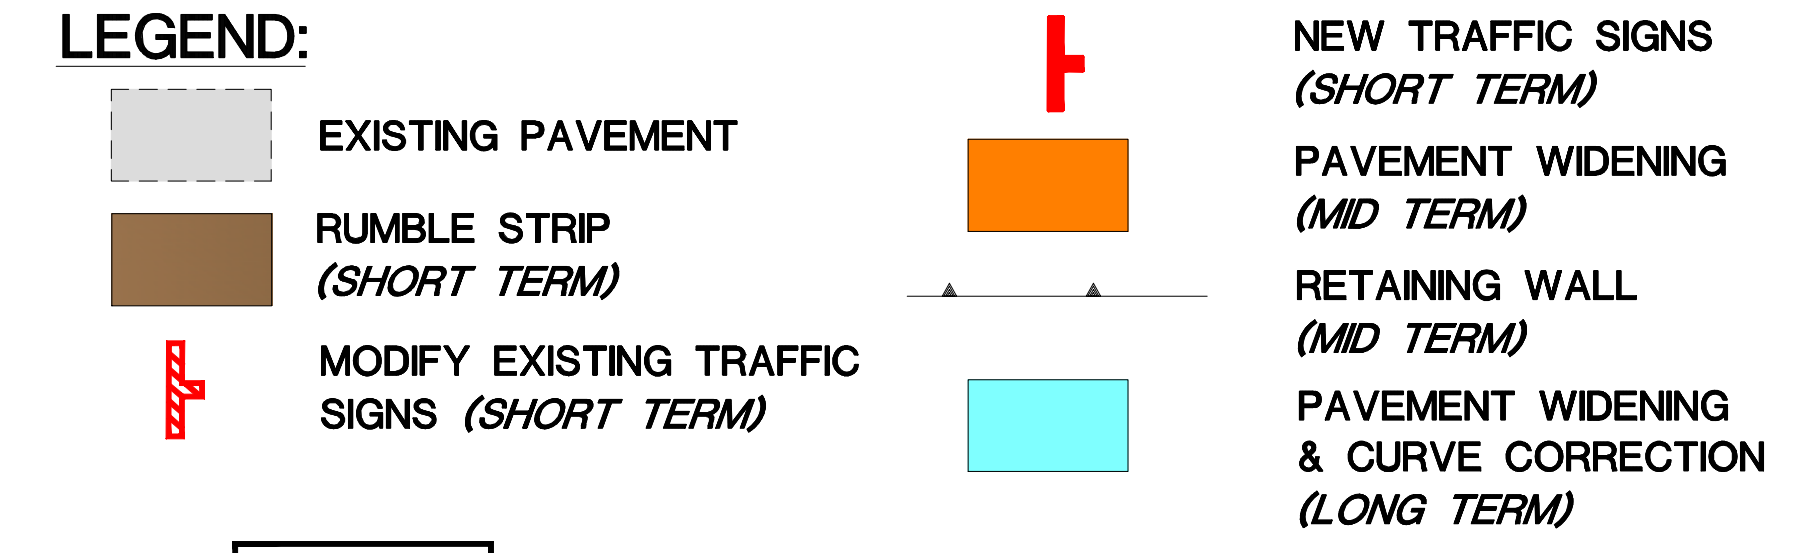 LEGEND:
EXISTING PAVEMENT
RUMBLE STRIP
(SHORT TERM)
MODIFY EXISTING TRAFFIC
SIGNS (SHORT TERM)
NEW TRAFFIC SIGNS
(SHORT TERM)
PAVEMENT WIDENING
(MID TERM)
RETAINING WALL
(MID TERM)
PAVEMENT WIDENING
& CURVE CORRECTION
(LONG TERM)